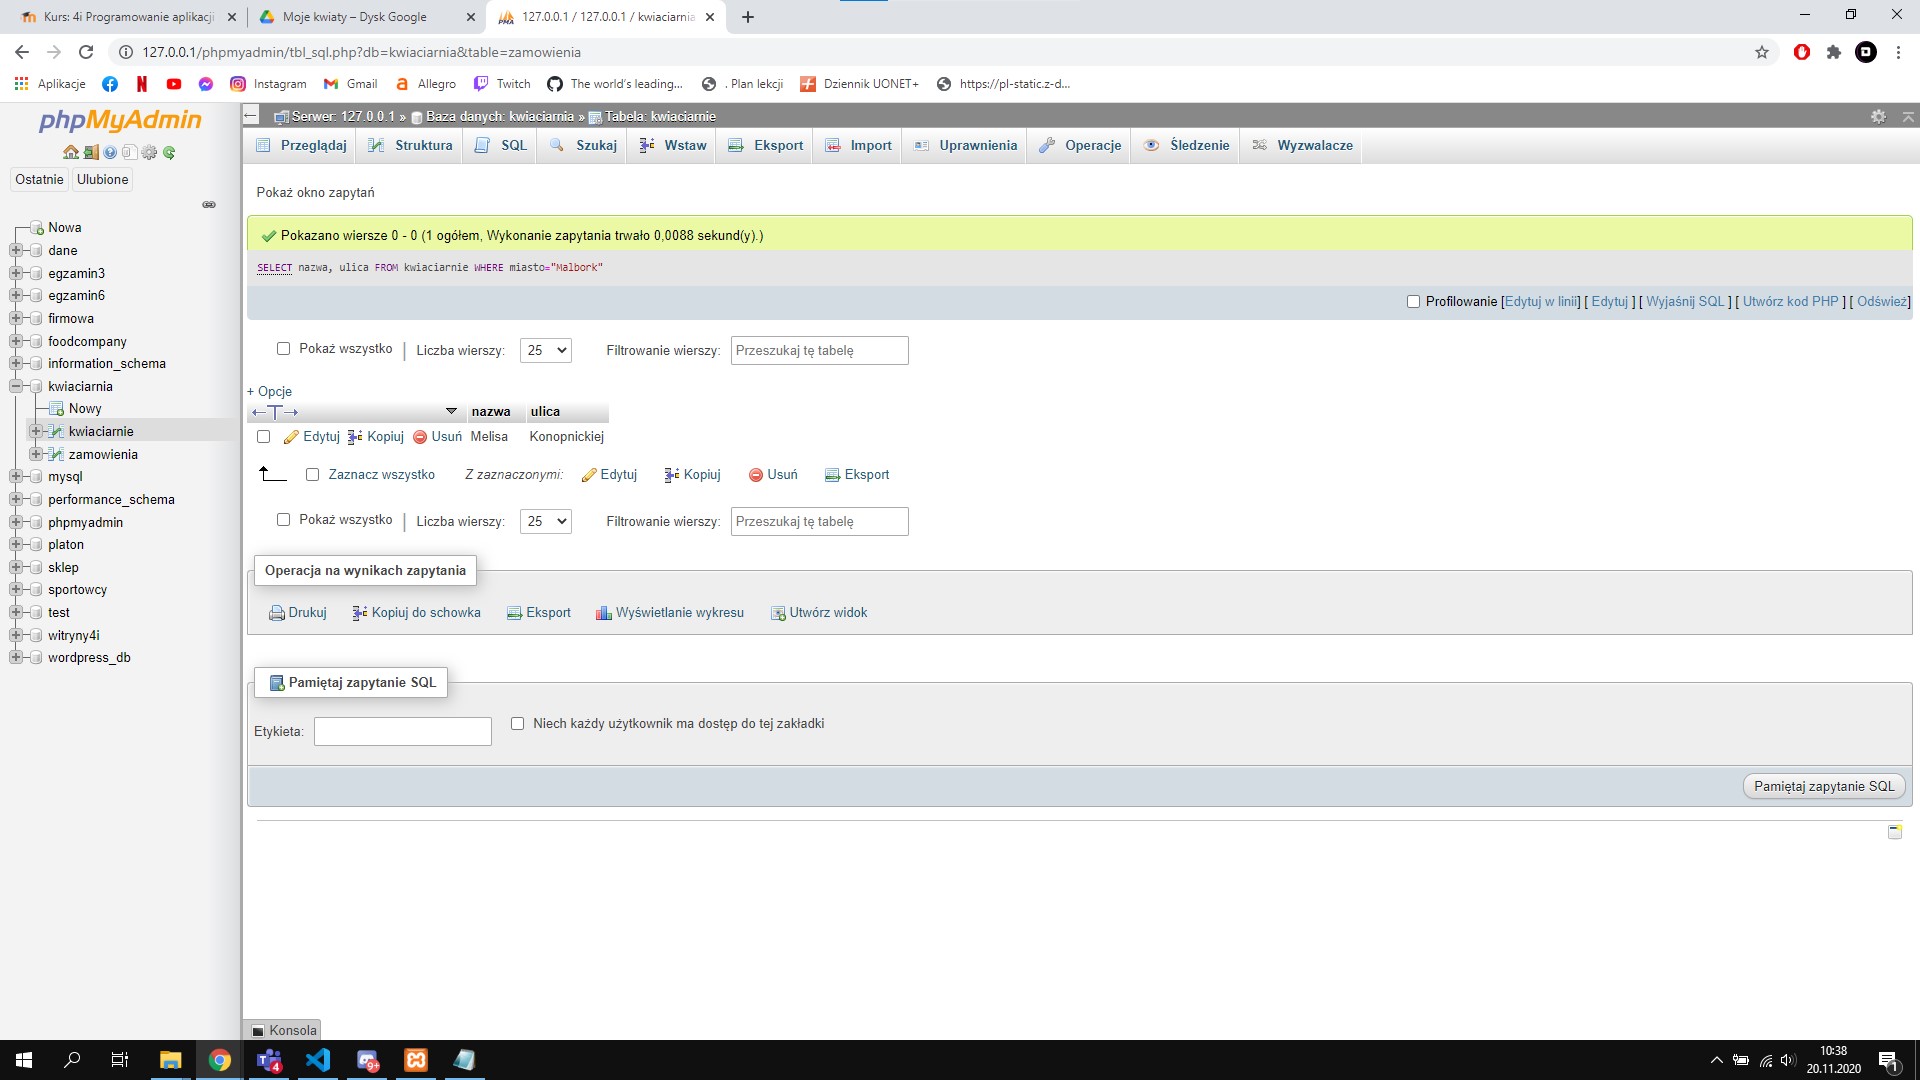 Kurs: 4i Programowanie aplikacji
Moje kwiaty – Dysk Google
127.0.0.1 / 127.0.0.1 / kwiaciarnia
127.0.0.1/phpmyadmin/tbl_sql.php?db=kwiaciarnia&table=zamowienia
Aplikacje
Instagram
Gmail
Allegro
Twitch
The world's leading...
. Plan lekcji
Dziennik UONET+
https://pl-static.z-d...
phpMyAdmin
Ostatnie
Ulubione
Nowa
dane
egzamin3
egzamin6
firmowa
foodcompany
information_schema
kwiaciarnia
Nowy
kwiaciarnie
zamowienia
mysql
performance_schema
phpmyadmin
platon
sklep
sportowcy
test
witryny4i
wordpress_db
Serwer: 127.0.0.1 » Baza danych: kwiaciarnia » Tabela: kwiaciarnie
Przeglądaj
Struktura
SQL
Szukaj
Wstaw
Eksport
Import
Uprawnienia
Operacje
Śledzenie
Wyzwalacze
Pokaż okno zapytań
Pokazano wiersze 0 - 0 (1 ogółem, Wykonanie zapytania trwało 0,0088 sekund(y).)
SELECT nazwa, ulica FROM kwiaciarnie WHERE miasto="Malbork"
Profilowanie [Edytuj w linii] [ Edytuj ] [ Wyjaśnij SQL ] [ Utwórz kod PHP ] [ Odśwież]
Pokaż wszystko | Liczba wierszy: 25 Filtrowanie wierszy: Przeszukaj tę tabelę
+ Opcje
←T→ nazwa ulica
Edytuj Kopiuj Usuń Melisa Konopnickiej
Zaznacz wszystko Z zaznaczonymi: Edytuj Kopiuj Usuń Eksport
Pokaż wszystko | Liczba wierszy: 25 Filtrowanie wierszy: Przeszukaj tę tabelę
Operacja na wynikach zapytania
Drukuj Kopiuj do schowka Eksport Wyświetlanie wykresu Utwórz widok
Pamiętaj zapytanie SQL
Etykieta: Niech każdy użytkownik ma dostęp do tej zakładki
Pamiętaj zapytanie SQL
Konsola
4
9+
10:38
20.11.2020
1